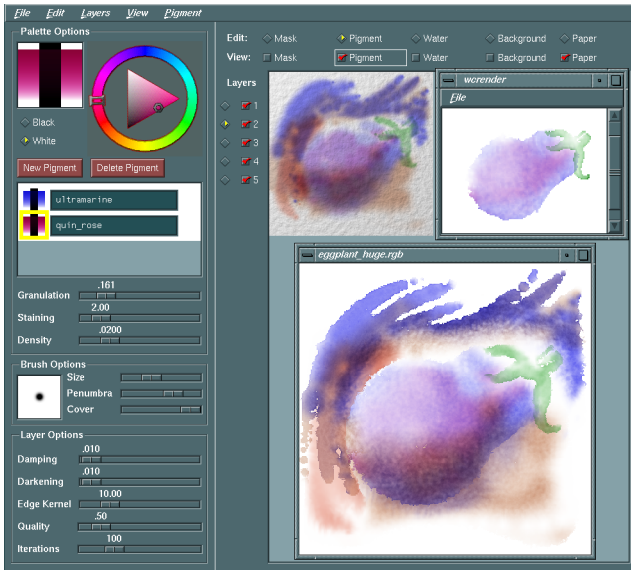 File Edit Layers View Pigment
Palette Options
Black
White
New Pigment Delete Pigment
ultramarine
quin_rose
.161
Granulation
2.00
Staining
.0200
Density
Brush Options
Size
Penumbra
Cover
Layer Options
.010
Damping
.010
Darkening
10.00
Edge Kernel
.50
Quality
100
Iterations
Edit: Mask Pigment Water Background Paper
View: Mask Pigment Water Background Paper
Layers
1
2
3
4
5
wcrender
File
eggplant_huge.rgb